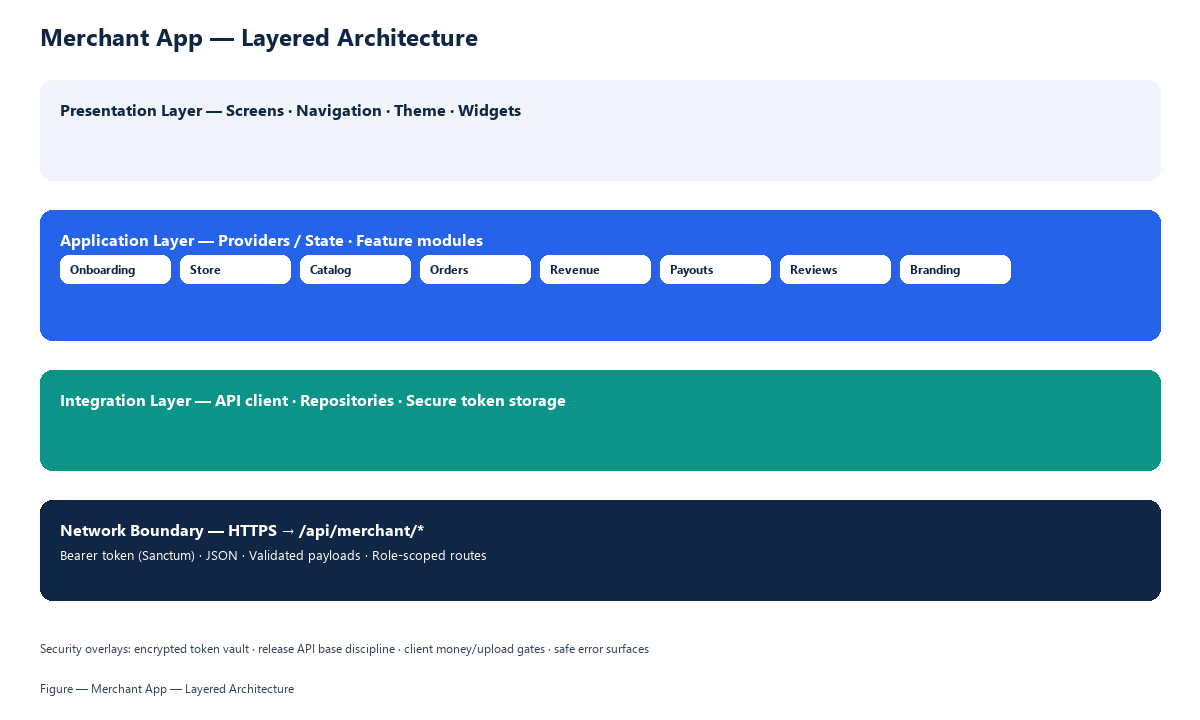 Merchant App — Layered Architecture
Presentation Layer — Screens · Navigation · Theme · Widgets
Application Layer — Providers / State · Feature modules
Onboarding Store Catalog Orders Revenue Payouts Reviews Branding
Integration Layer — API client · Repositories · Secure token storage
Network Boundary — HTTPS → /api/merchant/*
Bearer token (Sanctum) · JSON · Validated payloads · Role-scoped routes
Security overlays: encrypted token vault · release API base discipline · client money/upload gates · safe error surfaces
Figure — Merchant App — Layered Architecture